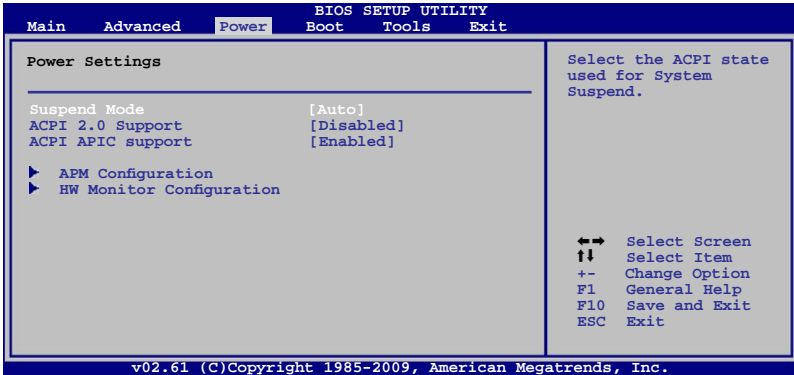 BIOS SETUP UTILITY
Main Advanced Power Boot Tools Exit
Power Settings
Suspend Mode [Auto]
ACPI 2.0 Support [Disabled]
ACPI APIC support [Enabled]
APM Configuration
HW Monitor Configuration
Select the ACPI state
used for System
Suspend.
←→ Select Screen
↑↓ Select Item
+- Change Option
F1 General Help
F10 Save and Exit
ESC Exit
v02.61 (C)Copyright 1985-2009, American Megatrends, Inc.